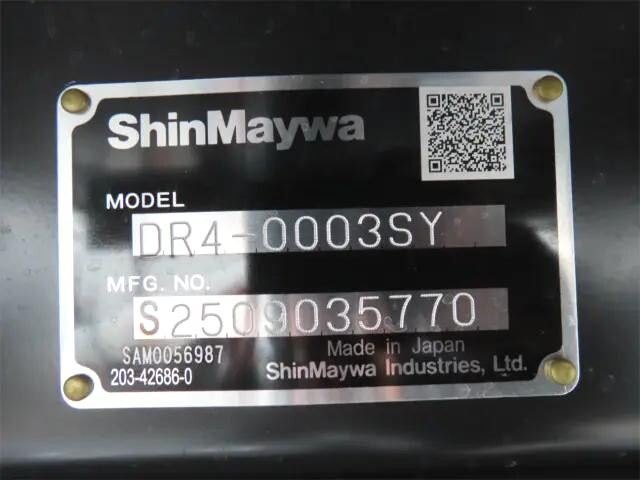 ShinMaywa
MODEL
DR4-0003SY
MFG. NO.
S2509035770
SAM0056987
Made in Japan
203-42686-0
ShinMaywa Industries, Ltd.